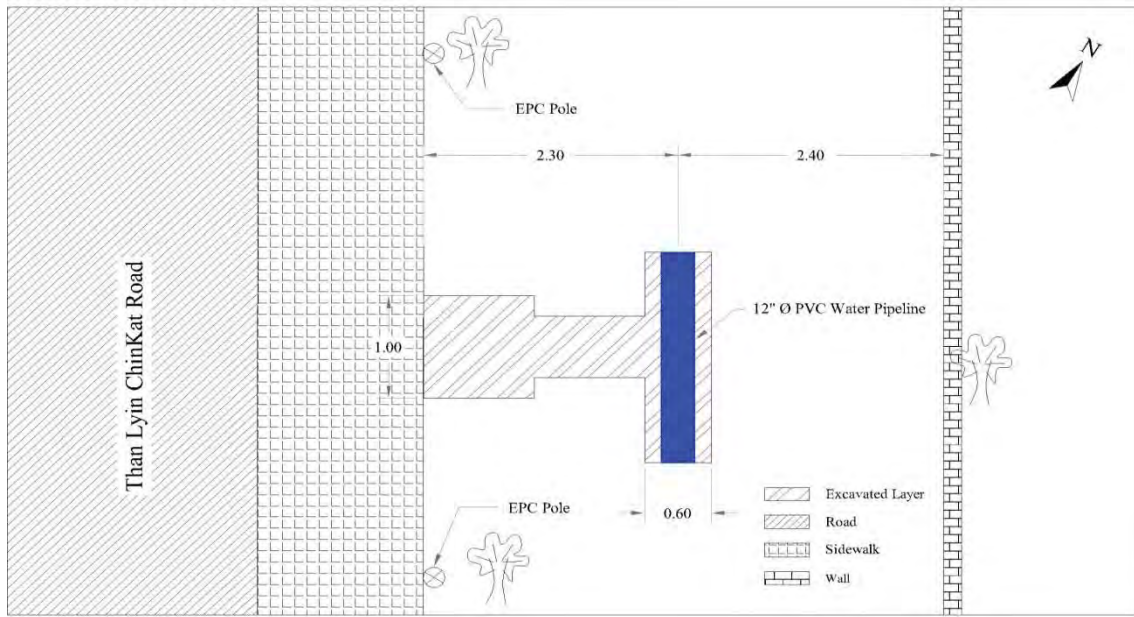 N
EPC Pole
2.30
2.40
12" Ø PVC Water Pipeline
1.00
Than Lyin ChinKat Road
EPC Pole
0.60
Excavated Layer
Road
Sidewalk
Wall